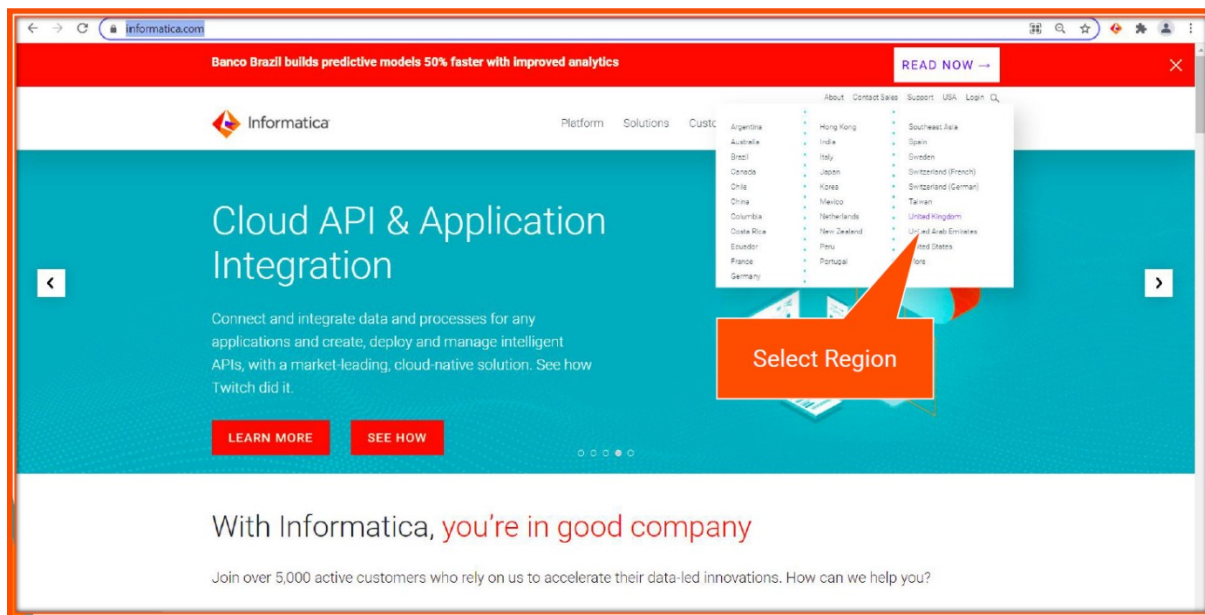 informatica.com
Banco Brazil builds predictive models 50% faster with improved analytics
READ NOW →
About Contact Sales Support USA Login
Informatica
Platform Solutions
Argentina
Australia
Brazil
Canada
Chile
China
Columbia
Costa Rica
Ecuador
France
Germany
Hong Kong
India
Italy
Japan
Korea
Mexico
Netherlands
New Zealand
Peru
Portugal
Southeast Asia
Spain
Sweden
Switzerland (French)
Switzerland (German)
Taiwan
United Kingdom
United Arab Emirates
United States
More
Select Region
Cloud API & Application
Integration
Connect and integrate data and processes for any
applications and create, deploy and manage intelligent
APIs, with a market-leading, cloud-native solution. See how
Twitch did it.
LEARN MORE
SEE HOW
With Informatica, you're in good company
Join over 5,000 active customers who rely on us to accelerate their data-led innovations. How can we help you?